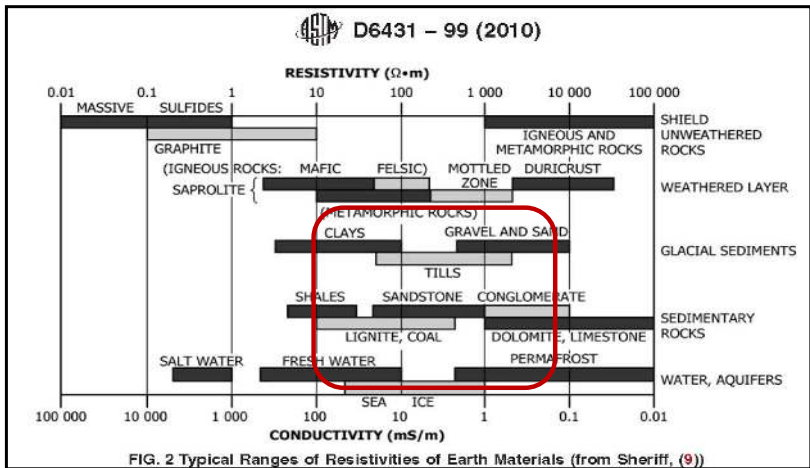 ASTM D6431 – 99 (2010)
RESISTIVITY (Ω•m)
0.01 0.1 1 10 100 1 000 10 000 100 000
MASSIVE SULFIDES SHIELD
GRAPHITE IGNEOUS AND UNWEATHERED
METAMORPHIC ROCKS ROCKS
(IGNEOUS ROCKS: MAFIC FELSIC) MOTTLED DURICRUST
SAPROLITE ZONE WEATHERED LAYER
(METAMORPHIC ROCKS)
CLAYS GRAVEL AND SAND
GLACIAL SEDIMENTS
TILLS
SHALES SANDSTONE CONGLOMERATE
SEDIMENTARY
LIGNITE, COAL DOLOMITE, LIMESTONE ROCKS
SALT WATER FRESH WATER PERMAFROST
WATER, AQUIFERS
SEA ICE
100 000 10 000 1 000 100 10 1 0.1 0.01
CONDUCTIVITY (mS/m)
FIG. 2 Typical Ranges of Resistivities of Earth Materials (from Sheriff, (9))